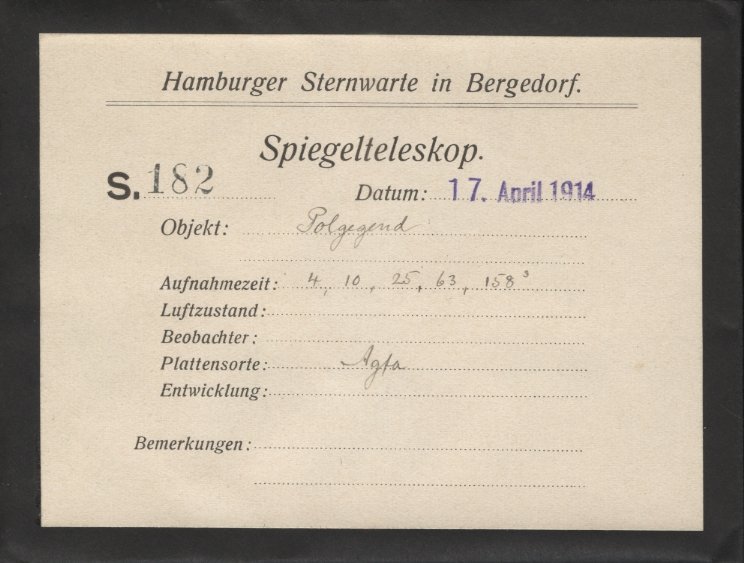 Hamburger Sternwarte in Bergedorf.
Spiegelteleskop.
S. 182
Datum: 17. April 1914
Objekt: Polgegend
Aufnahmezeit: 4, 10, 25, 63, 158ˢ
Luftzustand:
Beobachter:
Plattensorte: Agfa
Entwicklung:
Bemerkungen: